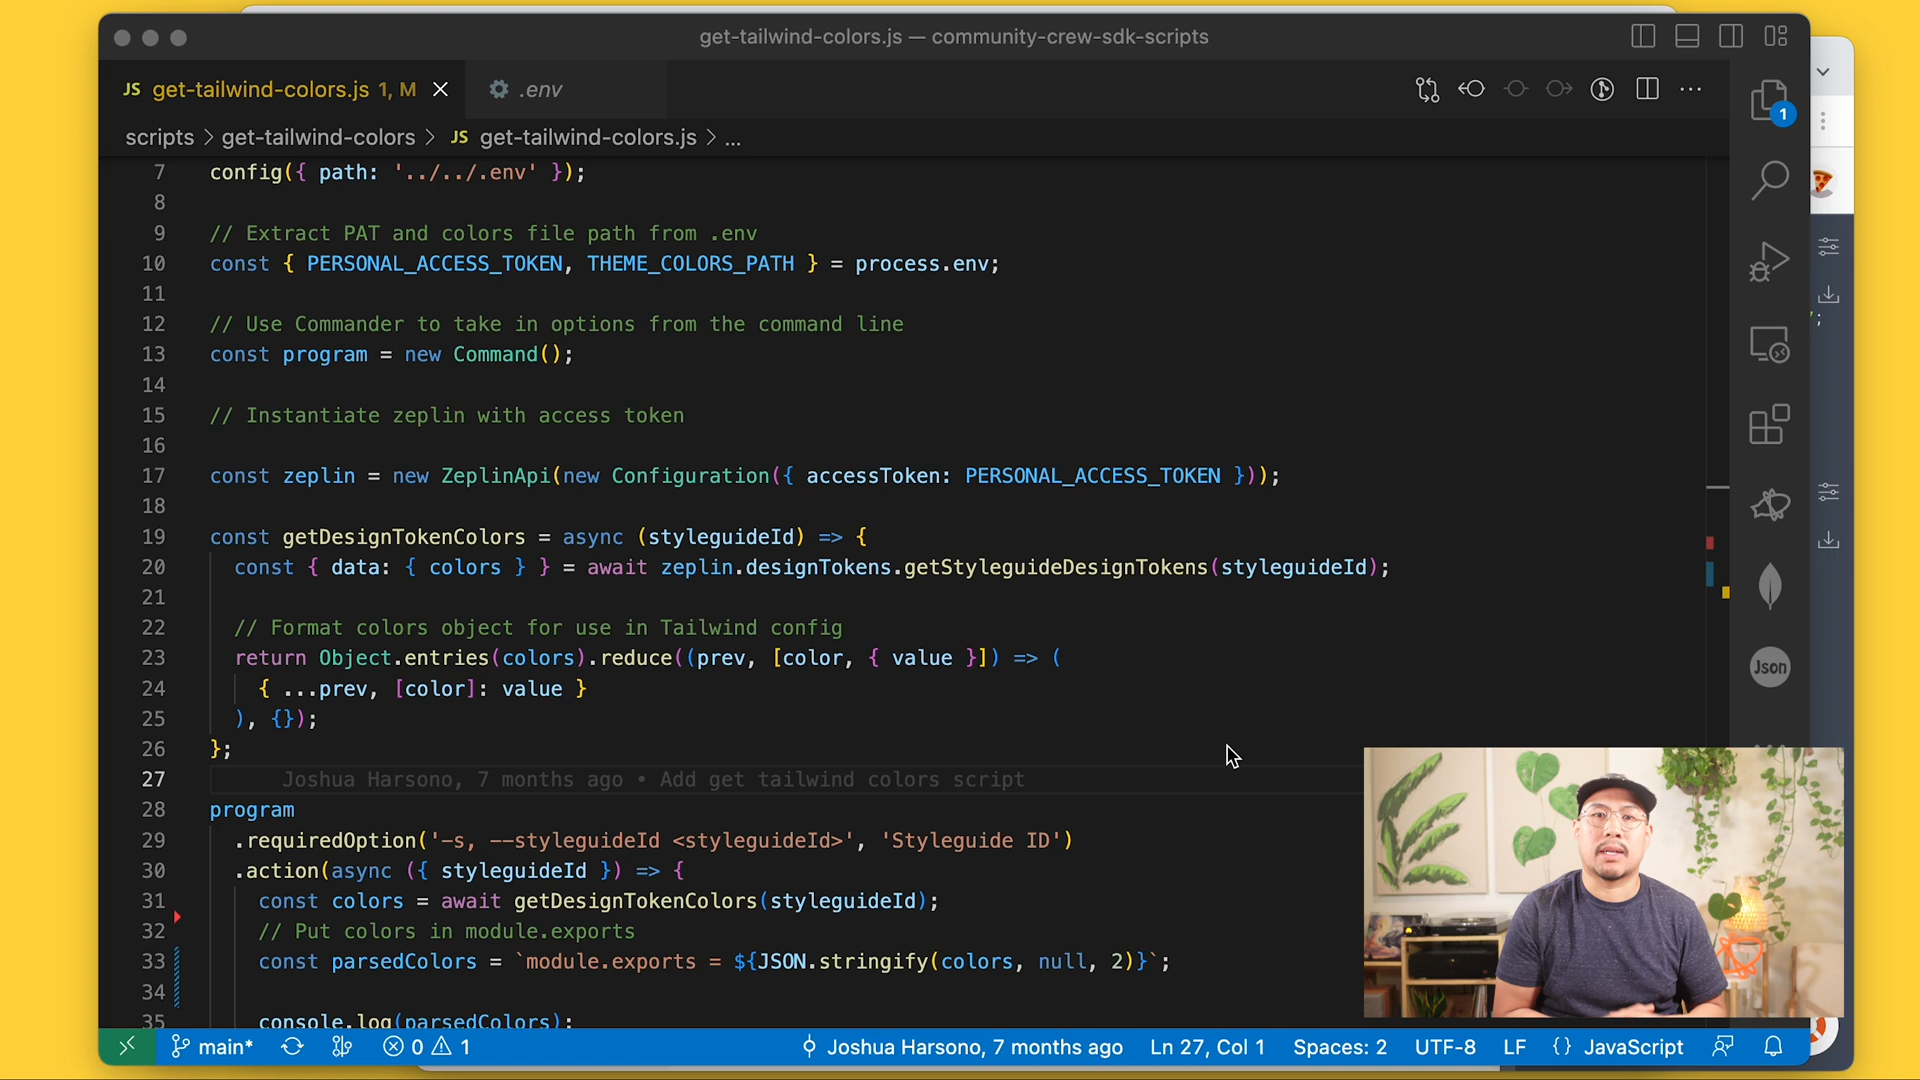 get-tailwind-colors.js — community-crew-sdk-scripts
JS get-tailwind-colors.js 1, M
.env
scripts > get-tailwind-colors > JS get-tailwind-colors.js > ...
1
7 config({ path: '../../.env' });
8
9 // Extract PAT and colors file path from .env
10 const { PERSONAL_ACCESS_TOKEN, THEME_COLORS_PATH } = process.env;
11
12 // Use Commander to take in options from the command line
13 const program = new Command();
14
15 // Instantiate zeplin with access token
16
17 const zeplin = new ZeplinApi(new Configuration({ accessToken: PERSONAL_ACCESS_TOKEN }));
18
19 const getDesignTokenColors = async (styleguideId) => {
20 const { data: { colors } } = await zeplin.designTokens.getStyleguideDesignTokens(styleguideId);
21
22 // Format colors object for use in Tailwind config
23 return Object.entries(colors).reduce((prev, [color, { value }]) => (
24 { ...prev, [color]: value }
25 ), {});
26 };
27 Joshua Harsono, 7 months ago • Add get tailwind colors script
28 program
29 .requiredOption('-s, --styleguideId <styleguideId>', 'Styleguide ID')
30 .action(async ({ styleguideId }) => {
31 const colors = await getDesignTokenColors(styleguideId);
32 // Put colors in module.exports
33 const parsedColors = `module.exports = ${JSON.stringify(colors, null, 2)}`;
34
35 console.log(parsedColors);
Json
main* 0 1
Joshua Harsono, 7 months ago Ln 27, Col 1 Spaces: 2 UTF-8 LF {} JavaScript